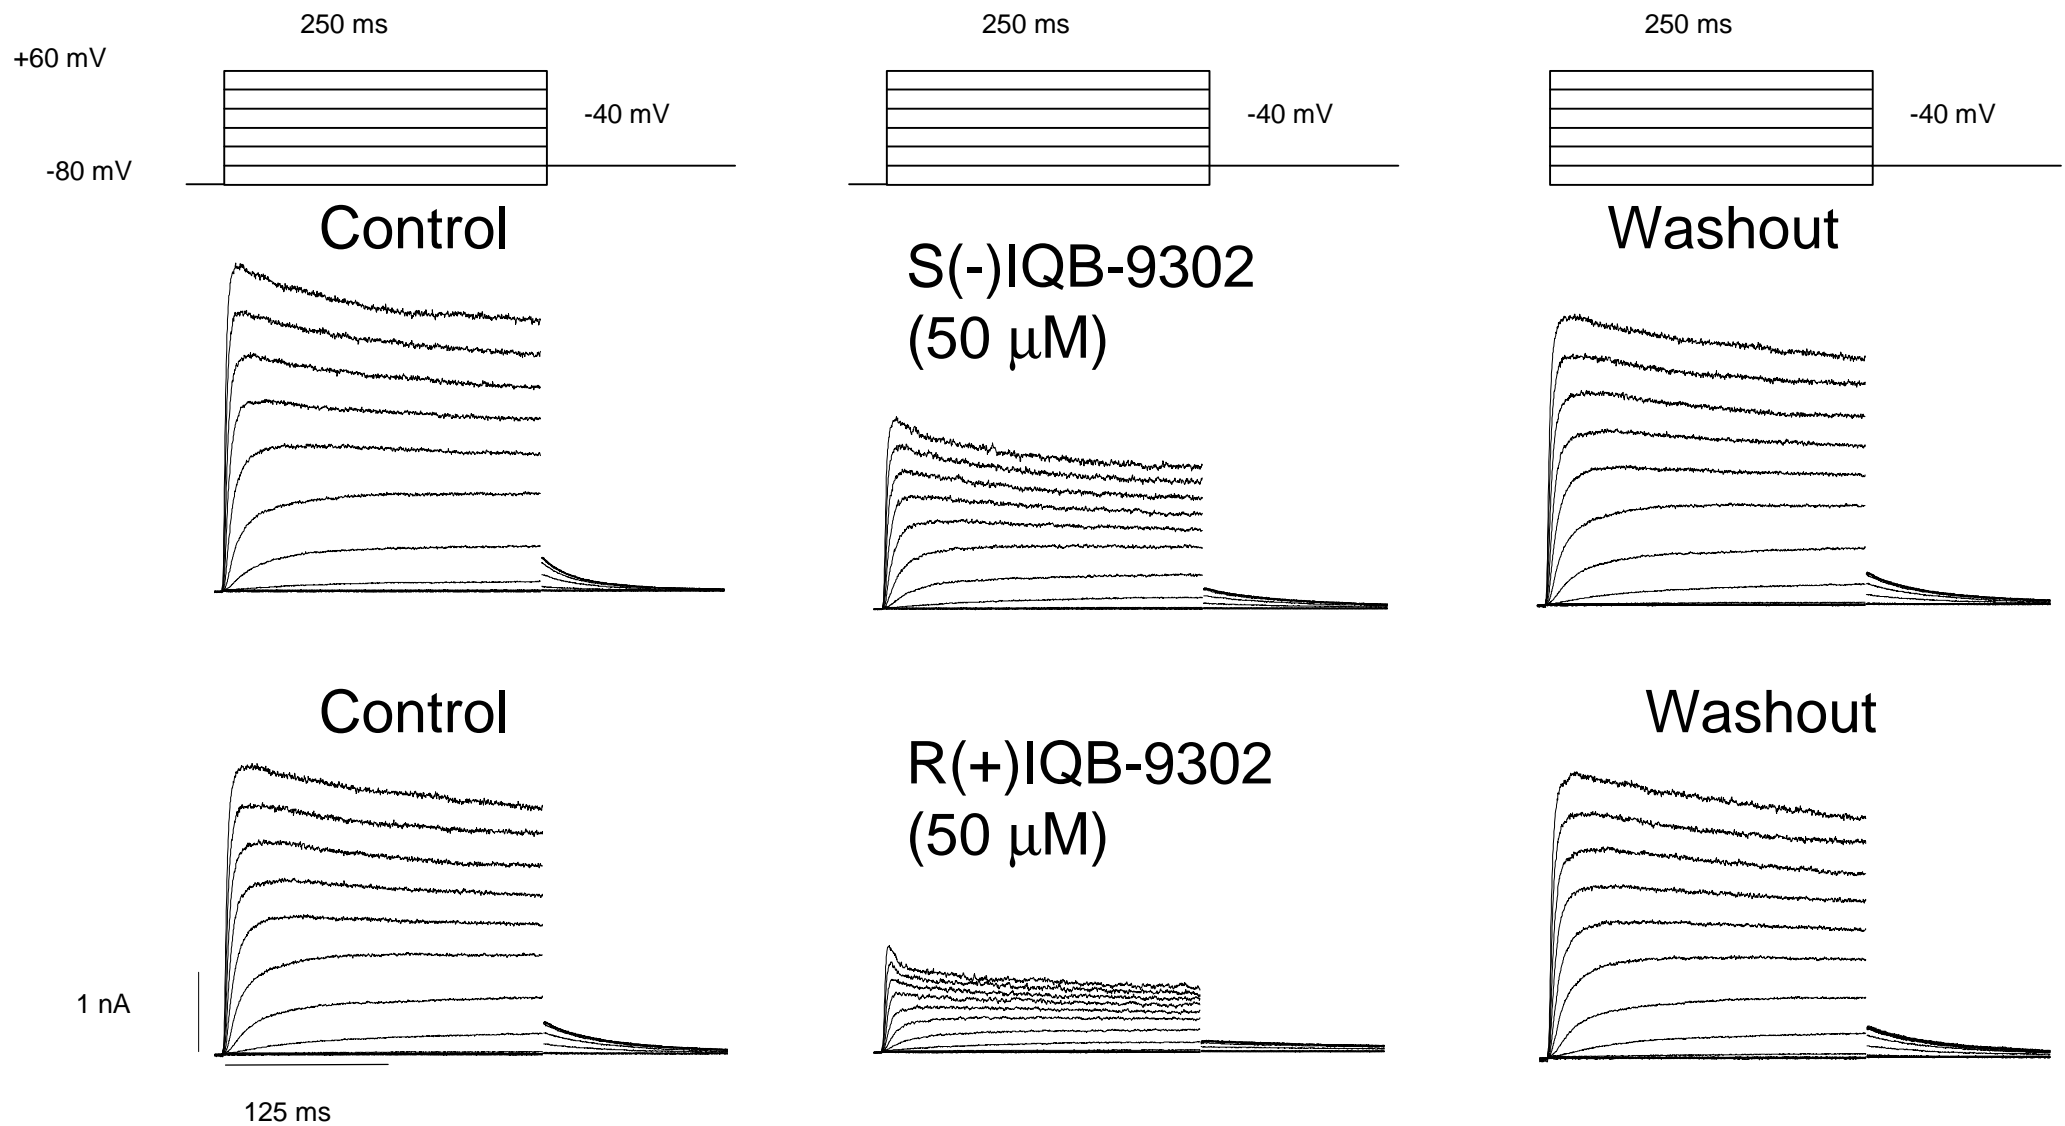 250 ms
250 ms
250 ms
+60 mV
-40 mV
-40 mV
-40 mV
-80 mV
Control
S(-)IQB-9302
(50 μM)
Washout
Control
R(+)IQB-9302
(50 μM)
Washout
1 nA
125 ms